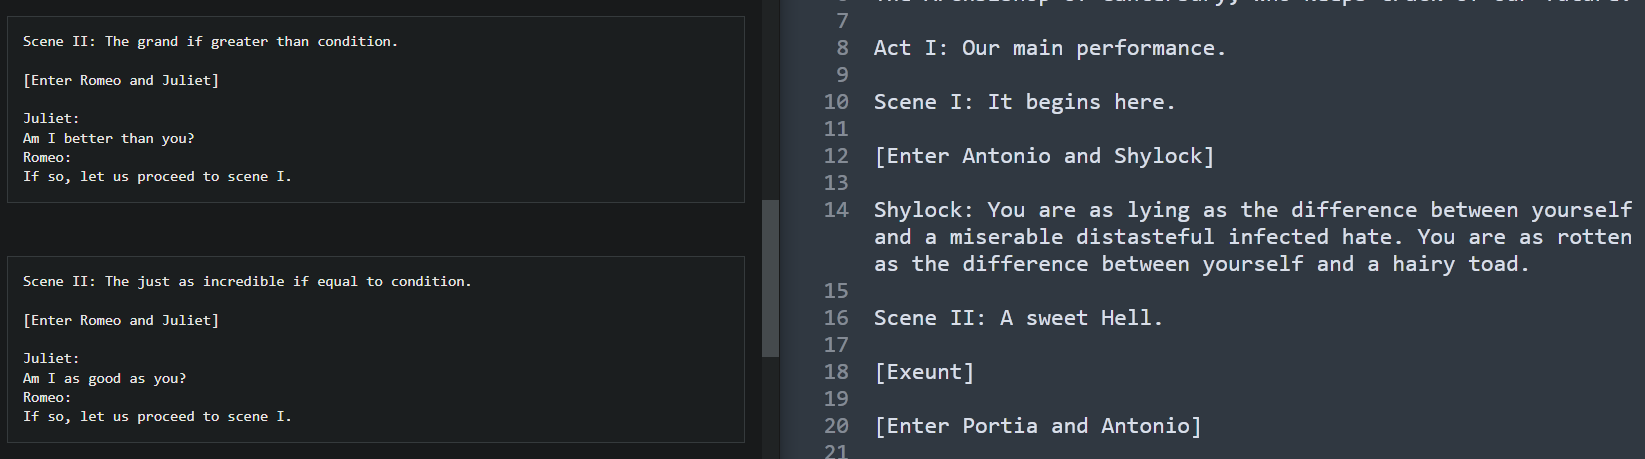 Scene II: The grand if greater than condition.
[Enter Romeo and Juliet]
Juliet:
Am I better than you?
Romeo:
If so, let us proceed to scene I.
Scene II: The just as incredible if equal to condition.
[Enter Romeo and Juliet]
Juliet:
Am I as good as you?
Romeo:
If so, let us proceed to scene I.
7
8 Act I: Our main performance.
9
10 Scene I: It begins here.
11
12 [Enter Antonio and Shylock]
13
14 Shylock: You are as lying as the difference between yourself
and a miserable distasteful infected hate. You are as rotten
as the difference between yourself and a hairy toad.
15
16 Scene II: A sweet Hell.
17
18 [Exeunt]
19
20 [Enter Portia and Antonio]
21